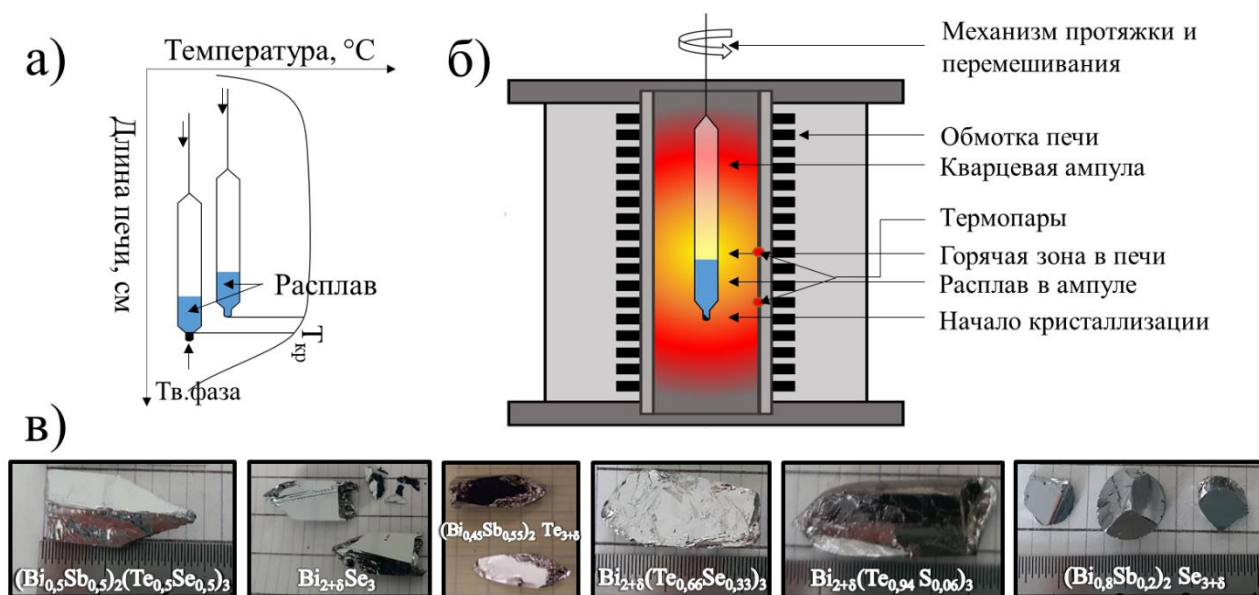 а)
Температура, °С
Длина печи, см
Расплав
Ткр
Тв.фаза
б)
Механизм протяжки и
перемешивания
Обмотка печи
Кварцевая ампула
Термопары
Горячая зона в печи
Расплав в ампуле
Начало кристаллизации
в)
(Bi0,5Sb0,5)2(Te0,5Se0,5)3
Bi2+δSe3
(Bi0,45Sb0,55)2 Te3+δ
Bi2+δ(Te0,66Se0,33)3
Bi2+δ(Te0,94 S0,06)3
(Bi0,8Sb0,2)2 Se3+δ